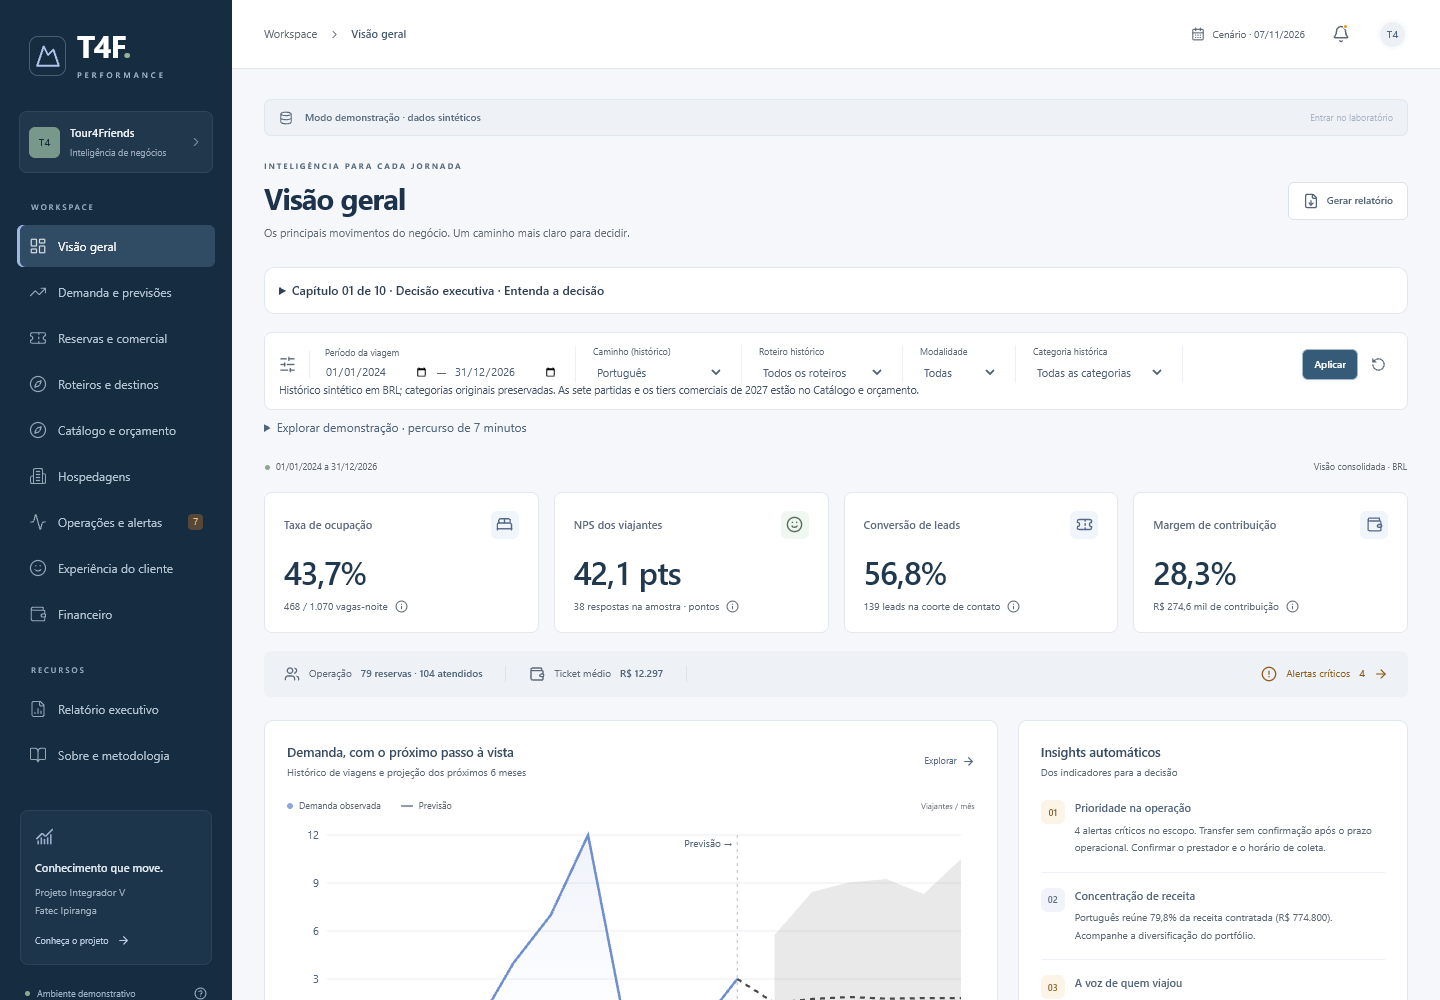 T4F.
PERFORMANCE
T4
Tour4Friends
Inteligência de negócios
WORKSPACE
Visão geral
Demanda e previsões
Reservas e comercial
Roteiros e destinos
Catálogo e orçamento
Hospedagens
Operações e alertas 7
Experiência do cliente
Financeiro
RECURSOS
Relatório executivo
Sobre e metodologia
Conhecimento que move.
Projeto Integrador V
Fatec Ipiranga
Conheça o projeto
Ambiente demonstrativo
Workspace > Visão geral
Cenário · 07/11/2026
T4
Modo demonstração · dados sintéticos
Entrar no laboratório
INTELIGÊNCIA PARA CADA JORNADA
Visão geral
Os principais movimentos do negócio. Um caminho mais claro para decidir.
Gerar relatório
Capítulo 01 de 10 · Decisão executiva · Entenda a decisão
Período da viagem
01/01/2024 — 31/12/2026
Caminho (histórico)
Português
Roteiro histórico
Todos os roteiros
Modalidade
Todas
Categoria histórica
Todas as categorias
Aplicar
Histórico sintético em BRL; categorias originais preservadas. As sete partidas e os tiers comerciais de 2027 estão no Catálogo e orçamento.
Explorar demonstração · percurso de 7 minutos
01/01/2024 a 31/12/2026
Visão consolidada · BRL
Taxa de ocupação
43,7%
468 / 1.070 vagas-noite
NPS dos viajantes
42,1 pts
38 respostas na amostra · pontos
Conversão de leads
56,8%
139 leads na coorte de contato
Margem de contribuição
28,3%
R$ 274,6 mil de contribuição
Operação 79 reservas · 104 atendidos
Ticket médio R$ 12.297
Alertas críticos 4 →
Demanda, com o próximo passo à vista
Histórico de viagens e projeção dos próximos 6 meses
Explorar →
Demanda observada
Previsão
Viajantes / mês
12
Previsão →
9
6
3
Insights automáticos
Dos indicadores para a decisão
01
Prioridade na operação
4 alertas críticos no escopo. Transfer sem confirmação após o prazo
operacional. Confirmar o prestador e o horário de coleta.
02
Concentração de receita
Português reúne 79,8% da receita contratada (R$ 774.800).
Acompanhe a diversificação do portfólio.
03
A voz de quem viajou